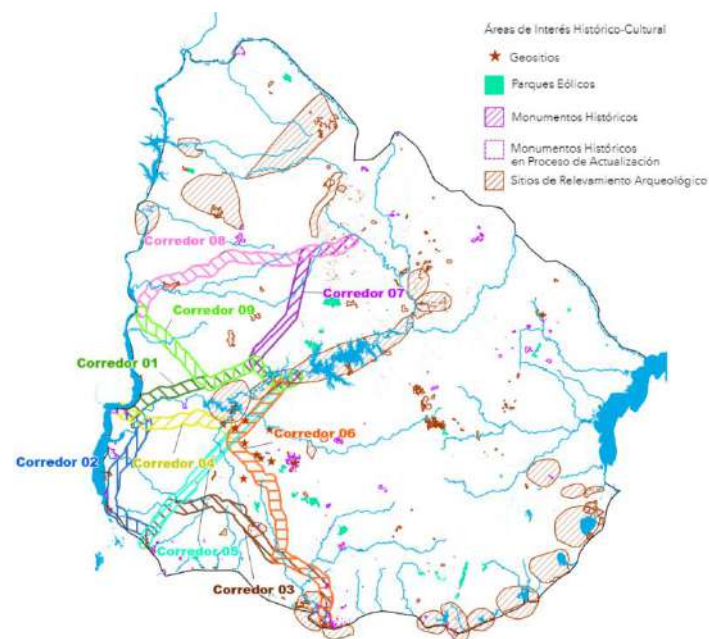 Áreas de Interés Histórico-Cultural
Geositios
Parques Eólicos
Monumentos Históricos
Monumentos Históricos
en Proceso de Actualización
Sítios de Relevamiento Arqueológico
Corredor 08
Corredor 07
Corredor 09
Corredor 01
Corredor 06
Corredor 02
Corredor 04
Corredor 05
Corredor 03